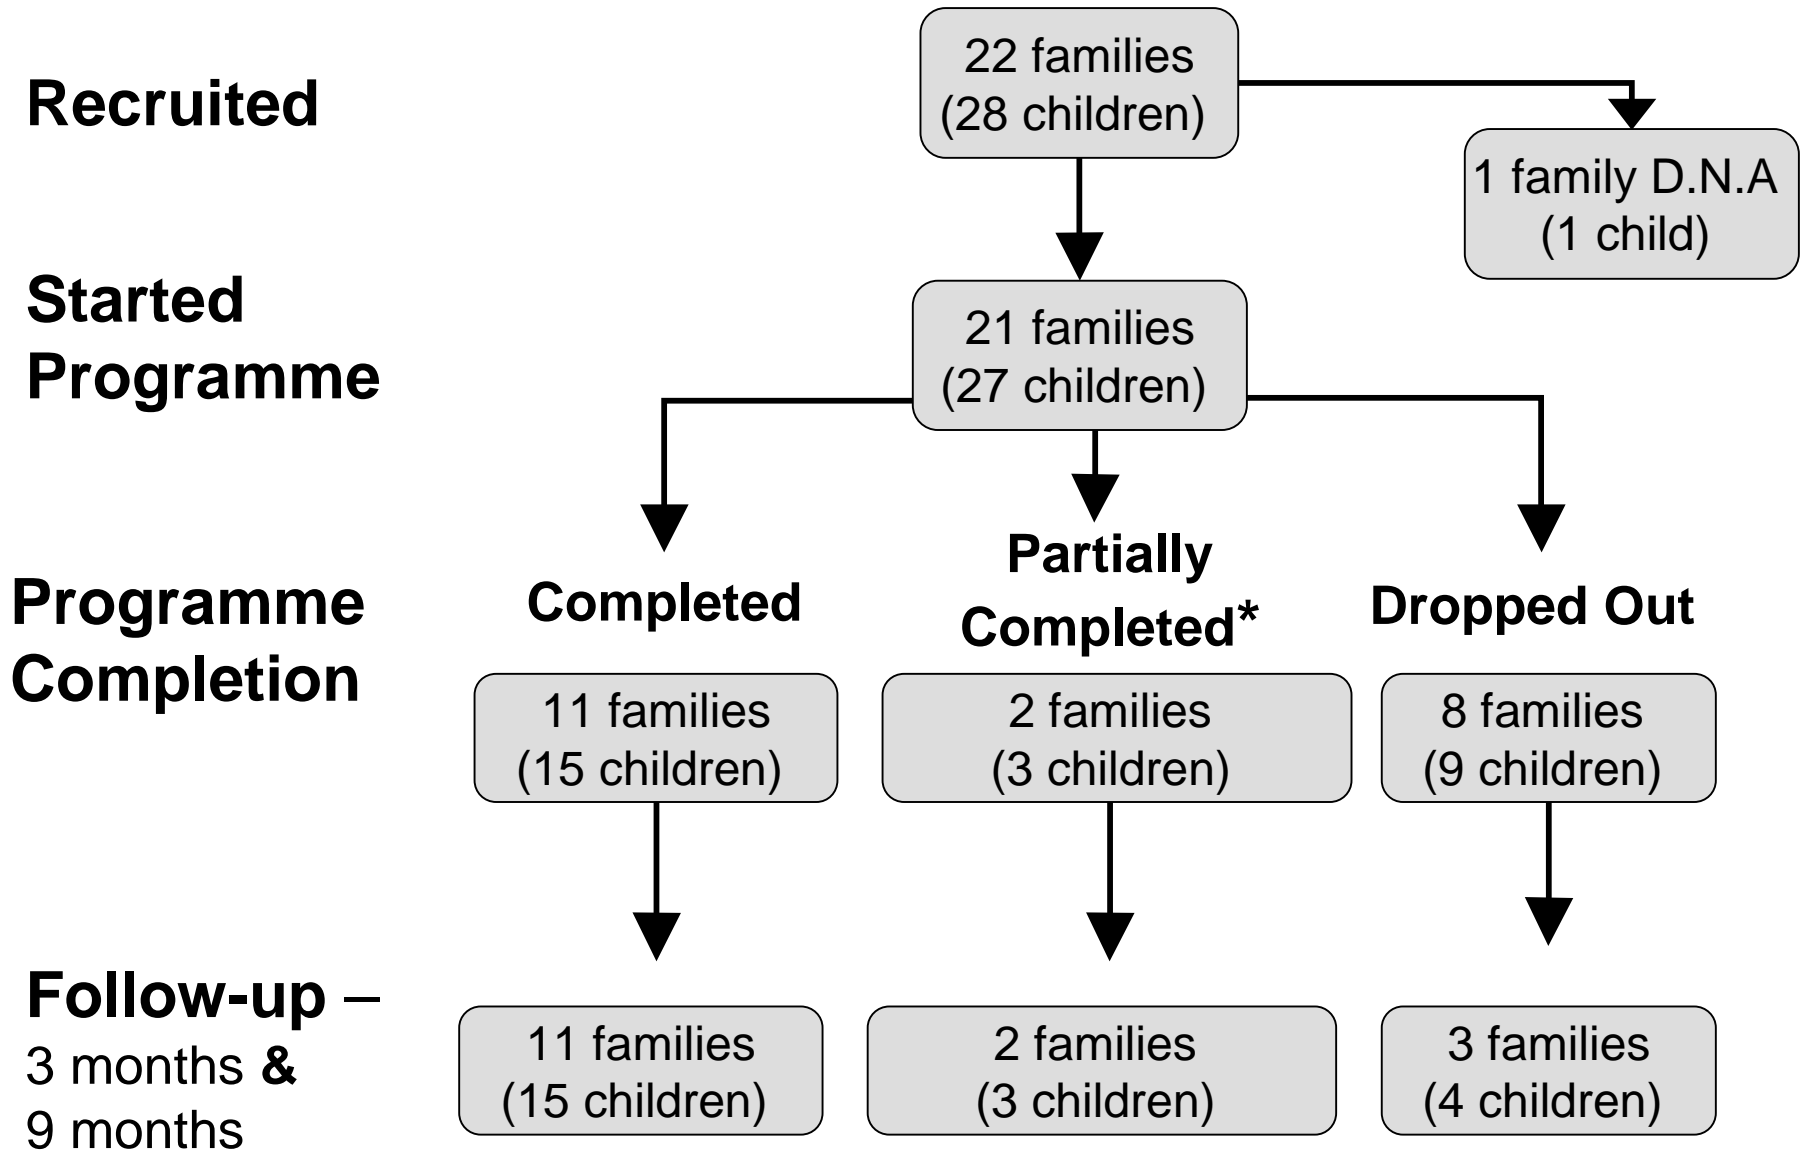 Recruited
22 families
(28 children)
1 family D.N.A
(1 child)
Started
Programme
21 families
(27 children)
Programme
Completion
Completed
Partially
Completed*
Dropped Out
11 families
(15 children)
2 families
(3 children)
8 families
(9 children)
Follow-up –
3 months &
9 months
11 families
(15 children)
2 families
(3 children)
3 families
(4 children)